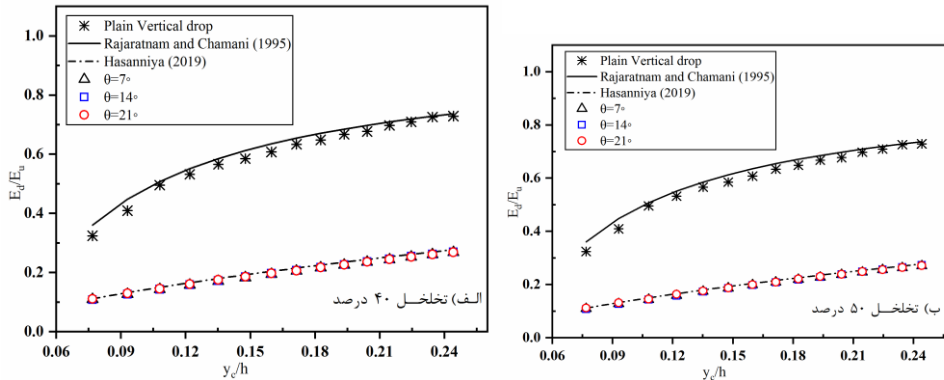 Plain Vertical drop
Rajaratnam and Chamani (1995)
Hasanniya (2019)
θ=7°
θ=14°
θ=21°
1.0
0.8
0.6
0.4
0.2
0.0
E_d/E_u
0.06 0.09 0.12 0.15 0.18 0.21 0.24
y_c/h
الـف) تخلخــل ۴۰ درصد
Plain Vertical drop
Rajaratnam and Chamani (1995)
Hasanniya (2019)
θ=7°
θ=14°
θ=21°
1.0
0.8
0.6
0.4
0.2
0.0
E_d/E_u
0.06 0.09 0.12 0.15 0.18 0.21 0.24
y_c/h
ب) تخلخــل ۵۰ درصد